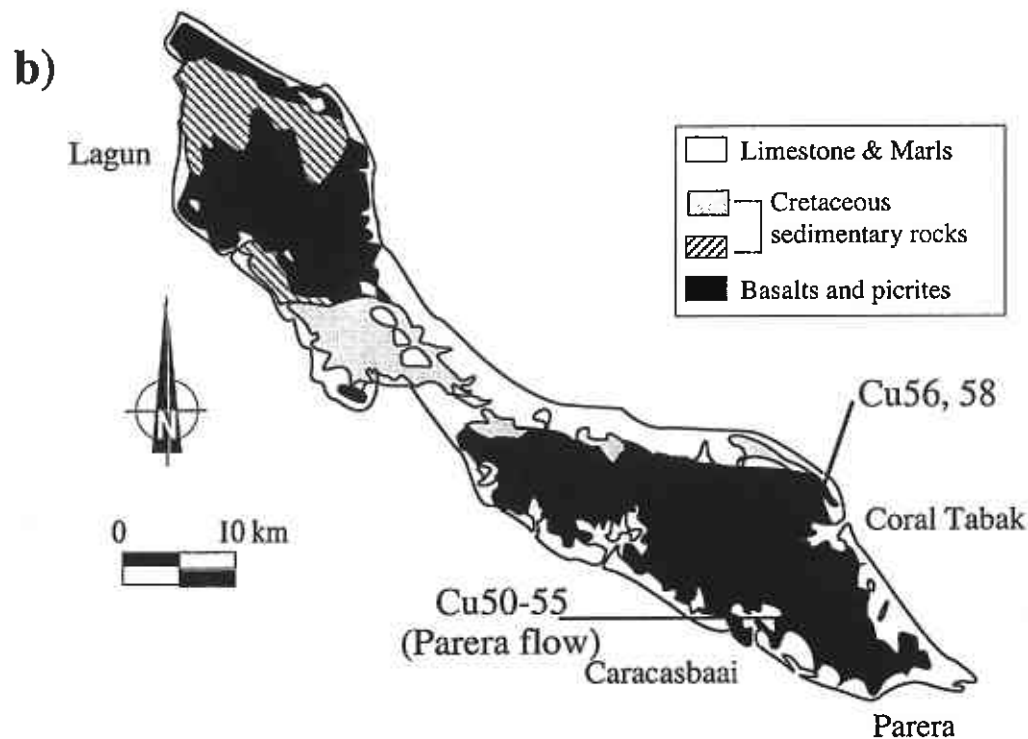 b)
Lagun
Limestone & Marls
Cretaceous
sedimentary rocks
Basalts and picrites
N
Cu56, 58
0 10 km
Coral Tabak
Cu50-55
(Parera flow)
Caracasbaai
Parera